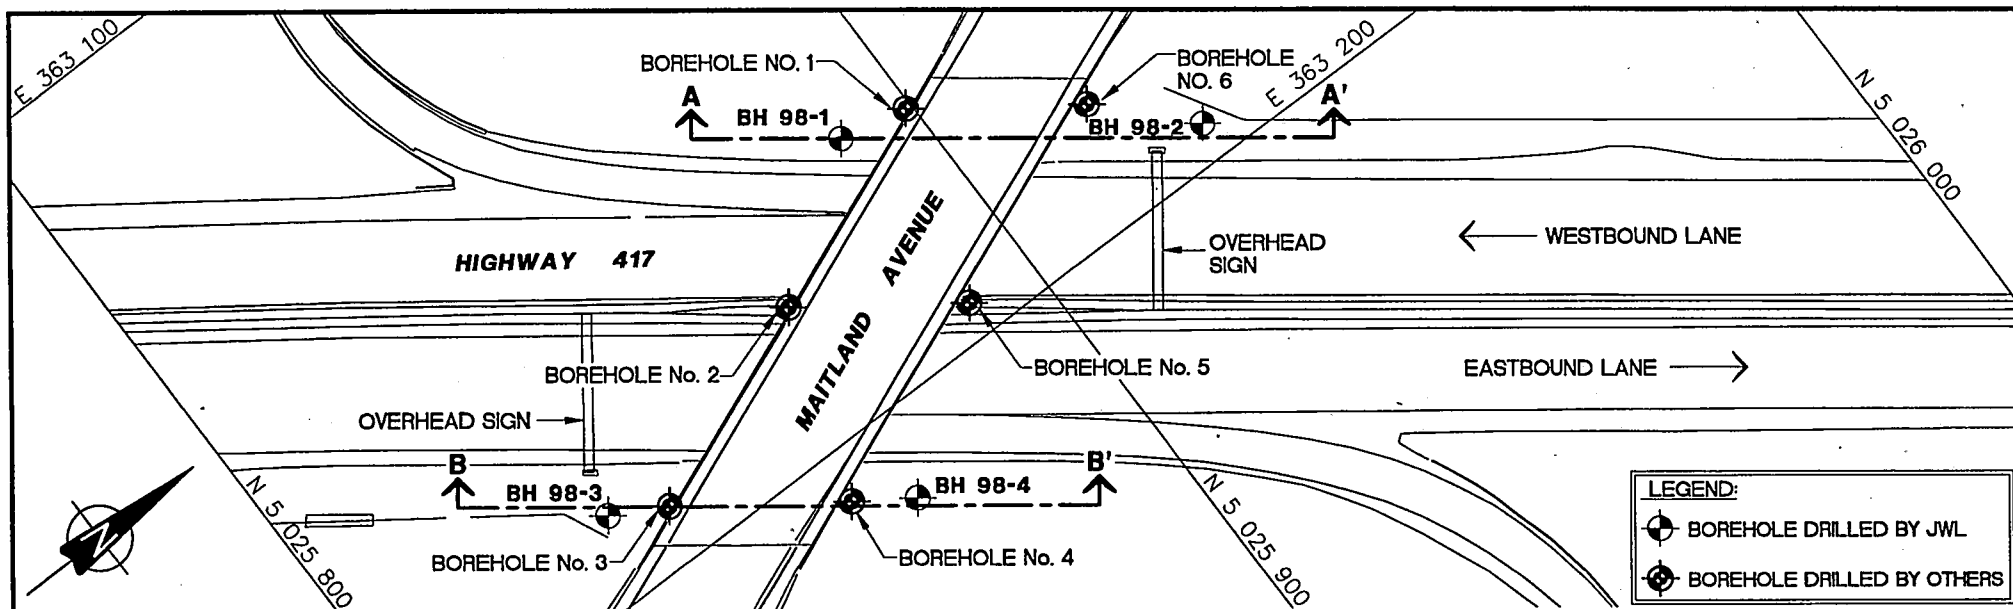 E 363 100
BOREHOLE NO. 1
BOREHOLE
NO. 6
E 363 200
N 5 026 000
A
A'
BH 98-1
BH 98-2
HIGHWAY 417
MAITLAND AVENUE
OVERHEAD
SIGN
WESTBOUND LANE
BOREHOLE No. 2
BOREHOLE No. 5
EASTBOUND LANE
OVERHEAD SIGN
B
B'
BH 98-3
BH 98-4
N 5 025 800
N 5 025 900
BOREHOLE No. 3
BOREHOLE No. 4
N
LEGEND:
BOREHOLE DRILLED BY JWL
BOREHOLE DRILLED BY OTHERS